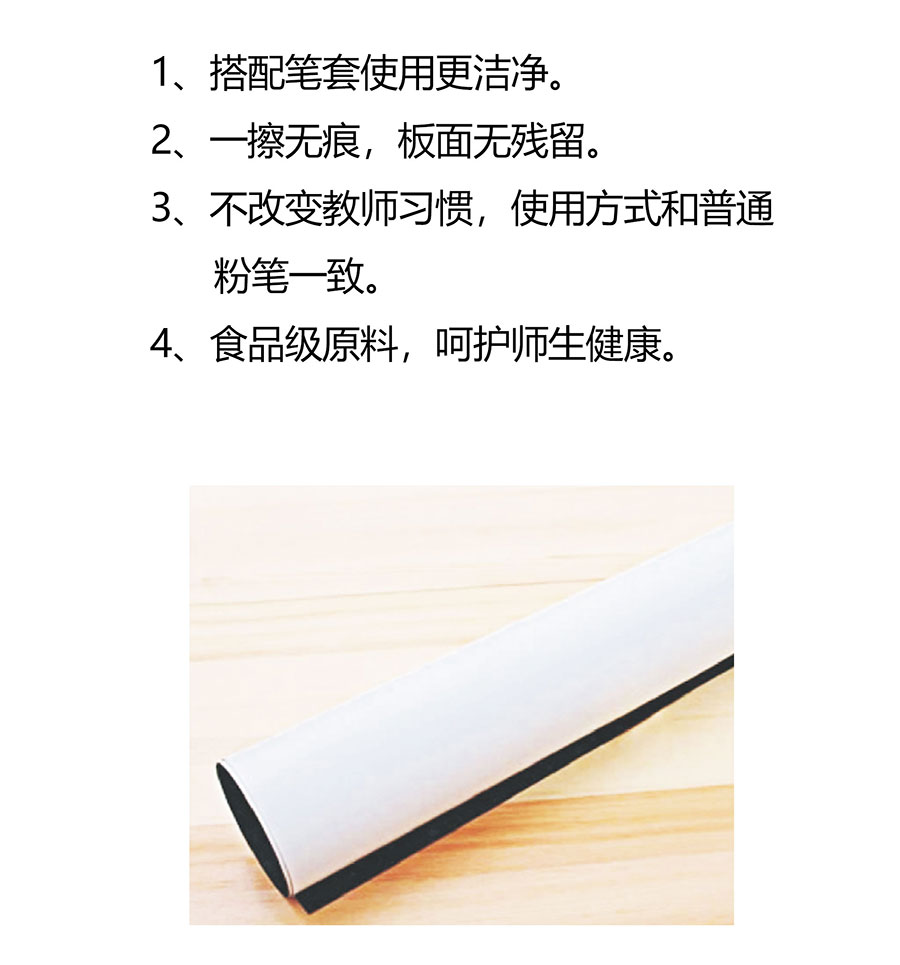 1、搭配笔套使用更洁净。
2、一擦无痕，板面无残留。
3、不改变教师习惯，使用方式和普通
粉笔一致。
4、食品级原料，呵护师生健康。